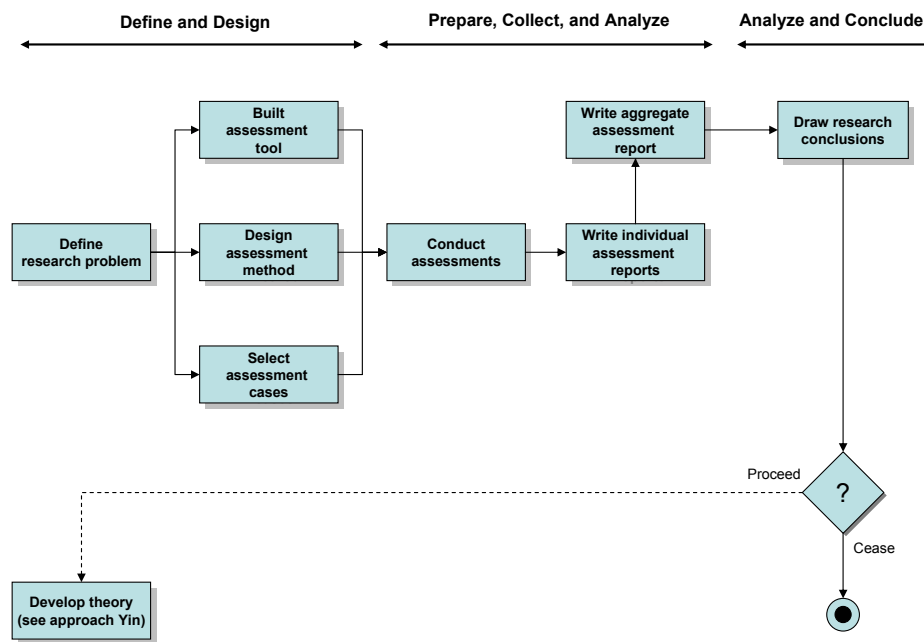 Define and Design
Prepare, Collect, and Analyze
Analyze and Conclude
Built
assessment
tool
Write aggregate
assessment
report
Draw research
conclusions
Define
research problem
Design
assessment
method
Conduct
assessments
Write individual
assessment
reports
Select
assessment
cases
Proceed
?
Cease
Develop theory
(see approach Yin)